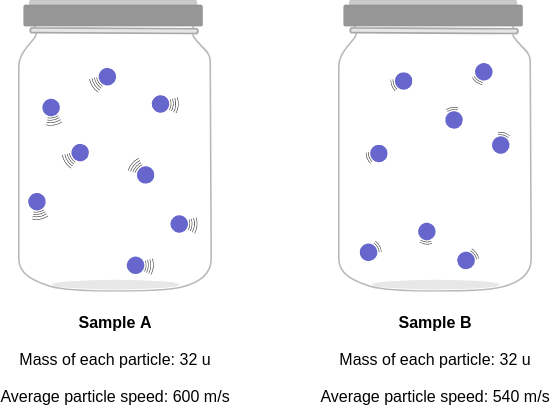 Sample A
Mass of each particle: 32 u
Average particle speed: 600 m/s
Sample B
Mass of each particle: 32 u
Average particle speed: 540 m/s